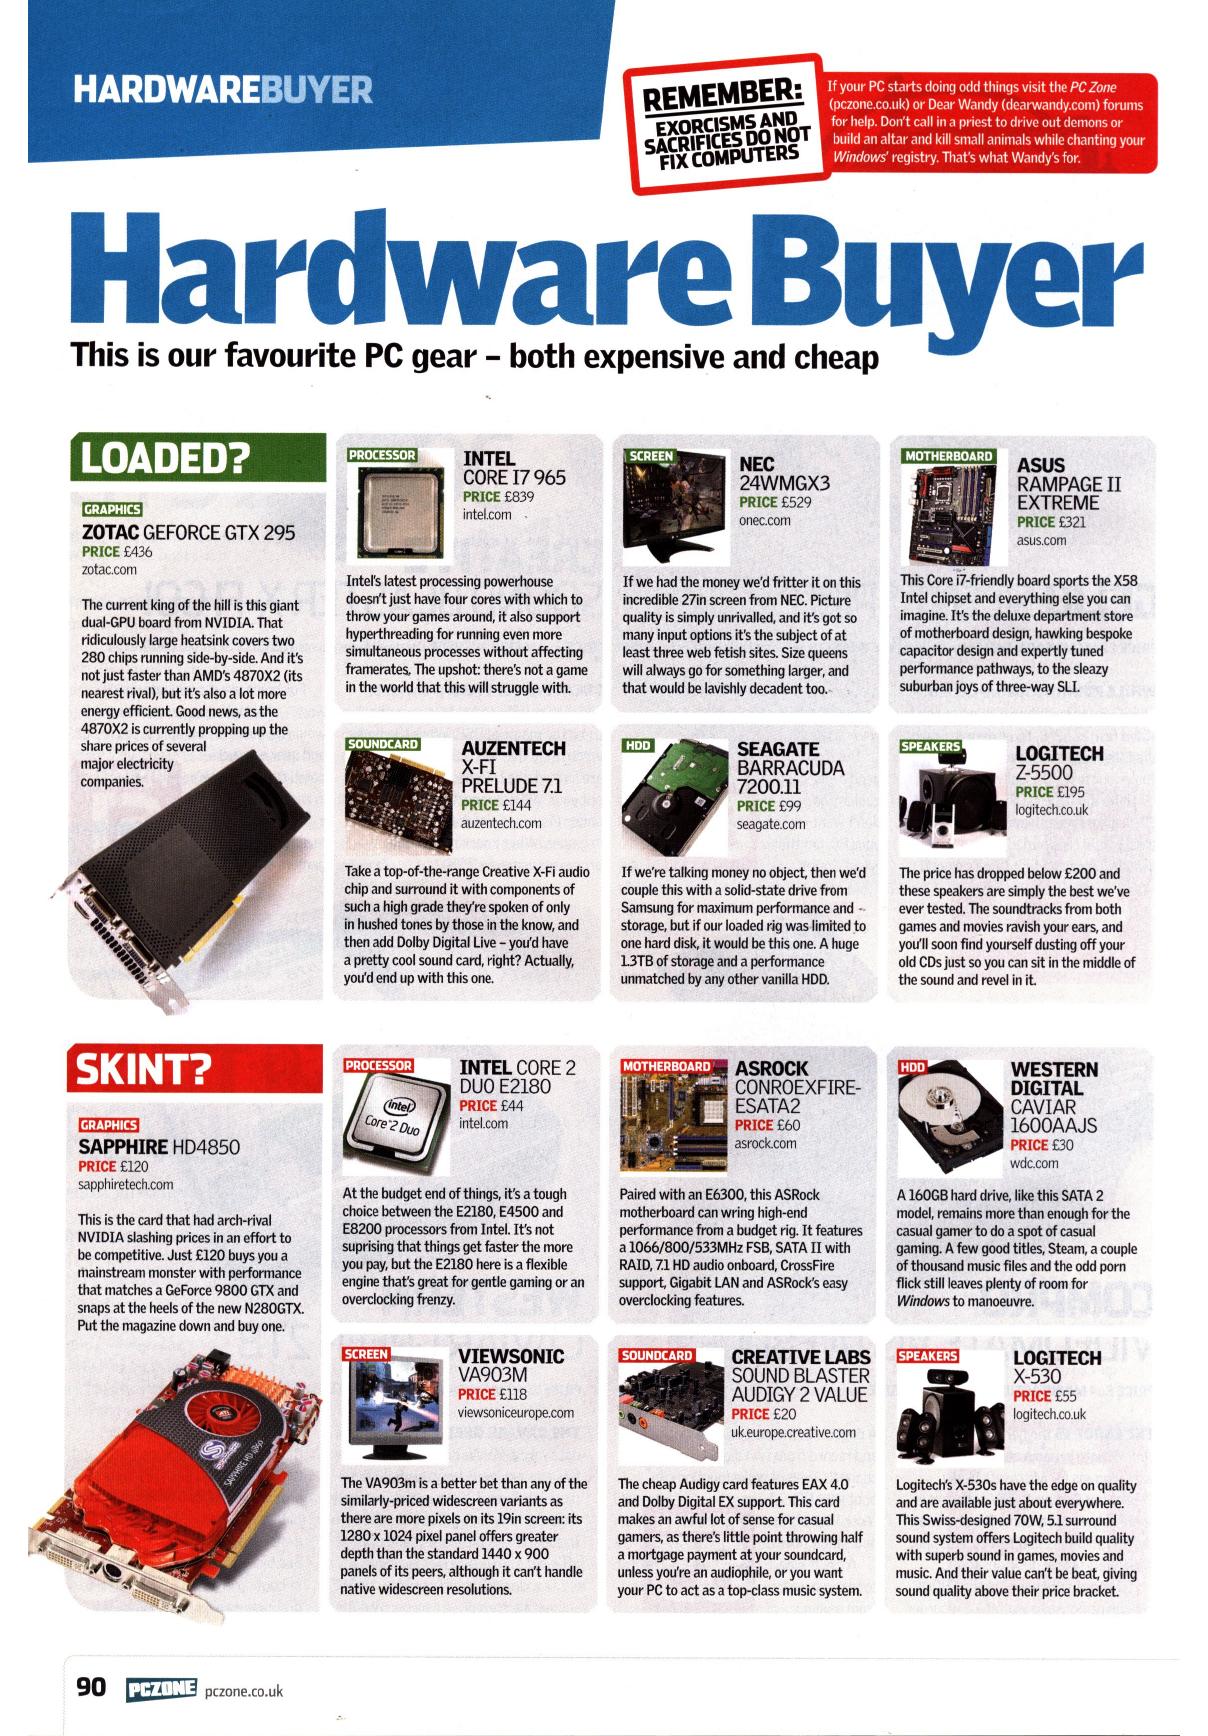 HARDWAREBUYER
REMEMBER:
EXORCISMS AND
SACRIFICES DO NOT
FIX COMPUTERS
If your PC starts doing odd things visit the PC Zone
(pczone.co.uk) or Dear Wandy (dearwandy.com) forums
for help. Don't call in a priest to drive out demons or
build an altar and kill small animals while chanting your
Windows' registry. That's what Wandy's for.
Hardware Buyer
This is our favourite PC gear – both expensive and cheap
LOADED?
GRAPHICS
ZOTAC GEFORCE GTX 295
PRICE £436
zotac.com
The current king of the hill is this giant
dual-GPU board from NVIDIA. That
ridiculously large heatsink covers two
280 chips running side-by-side. And it's
not just faster than AMD's 4870X2 (its
nearest rival), but it's also a lot more
energy efficient. Good news, as the
4870X2 is currently propping up the
share prices of several
major electricity
companies.
PROCESSOR
INTEL
CORE I7 965
PRICE £839
intel.com
Intel's latest processing powerhouse
doesn't just have four cores with which to
throw your games around, it also support
hyperthreading for running even more
simultaneous processes without affecting
framerates. The upshot: there's not a game
in the world that this will struggle with.
SCREEN
NEC
24WMGX3
PRICE £529
onec.com
If we had the money we'd fritter it on this
incredible 27in screen from NEC. Picture
quality is simply unrivalled, and it's got so
many input options it's the subject of at
least three web fetish sites. Size queens
will always go for something larger, and
that would be lavishly decadent too.
MOTHERBOARD
ASUS
RAMPAGE II
EXTREME
PRICE £321
asus.com
This Core i7-friendly board sports the X58
Intel chipset and everything else you can
imagine. It's the deluxe department store
of motherboard design, hawking bespoke
capacitor design and expertly tuned
performance pathways, to the sleazy
suburban joys of three-way SLI.
SOUNDCARD
AUZENTECH
X-FI
PRELUDE 7.1
PRICE £144
auzentech.com
Take a top-of-the-range Creative X-Fi audio
chip and surround it with components of
such a high grade they're spoken of only
in hushed tones by those in the know, and
then add Dolby Digital Live – you'd have
a pretty cool sound card, right? Actually,
you'd end up with this one.
HDD
SEAGATE
BARRACUDA
7200.11
PRICE £99
seagate.com
If we're talking money no object, then we'd
couple this with a solid-state drive from
Samsung for maximum performance and
storage, but if our loaded rig was limited to
one hard disk, it would be this one. A huge
1.3TB of storage and a performance
unmatched by any other vanilla HDD.
SPEAKERS
LOGITECH
Z-5500
PRICE £195
logitech.co.uk
The price has dropped below £200 and
these speakers are simply the best we've
ever tested. The soundtracks from both
games and movies ravish your ears, and
you'll soon find yourself dusting off your
old CDs just so you can sit in the middle of
the sound and revel in it.
SKINT?
GRAPHICS
SAPPHIRE HD4850
PRICE £120
sapphiretech.com
This is the card that had arch-rival
NVIDIA slashing prices in an effort to
be competitive. Just £120 buys you a
mainstream monster with performance
that matches a GeForce 9800 GTX and
snaps at the heels of the new N280GTX.
Put the magazine down and buy one.
SAPPHIRE HD 4850
PROCESSOR
intel
Core 2 Duo
INTEL CORE 2
DUO E2180
PRICE £44
intel.com
At the budget end of things, it's a tough
choice between the E2180, E4500 and
E8200 processors from Intel. It's not
suprising that things get faster the more
you pay, but the E2180 here is a flexible
engine that's great for gentle gaming or an
overclocking frenzy.
MOTHERBOARD
ASROCK
CONROEXFIRE-
ESATA2
PRICE £60
asrock.com
Paired with an E6300, this ASRock
motherboard can wring high-end
performance from a budget rig. It features
a 1066/800/533MHz FSB, SATA II with
RAID, 7.1 HD audio onboard, CrossFire
support, Gigabit LAN and ASRock's easy
overclocking features.
HDD
WESTERN
DIGITAL
CAVIAR
1600AAJS
PRICE £30
wdc.com
A 160GB hard drive, like this SATA 2
model, remains more than enough for the
casual gamer to do a spot of casual
gaming. A few good titles, Steam, a couple
of thousand music files and the odd porn
flick still leaves plenty of room for
Windows to manoeuvre.
SCREEN
VIEWSONIC
VA903M
PRICE £118
viewsoniceurope.com
The VA903m is a better bet than any of the
similarly-priced widescreen variants as
there are more pixels on its 19in screen: its
1280 x 1024 pixel panel offers greater
depth than the standard 1440 x 900
panels of its peers, although it can't handle
native widescreen resolutions.
SOUNDCARD
CREATIVE LABS
SOUND BLASTER
AUDIGY 2 VALUE
PRICE £20
uk.europe.creative.com
The cheap Audigy card features EAX 4.0
and Dolby Digital EX support. This card
makes an awful lot of sense for casual
gamers, as there's little point throwing half
a mortgage payment at your soundcard,
unless you're an audiophile, or you want
your PC to act as a top-class music system.
SPEAKERS
LOGITECH
X-530
PRICE £55
logitech.co.uk
Logitech's X-530s have the edge on quality
and are available just about everywhere.
This Swiss-designed 70W, 5.1 surround
sound system offers Logitech build quality
with superb sound in games, movies and
music. And their value can't be beat, giving
sound quality above their price bracket.
90 PCZONE pczone.co.uk